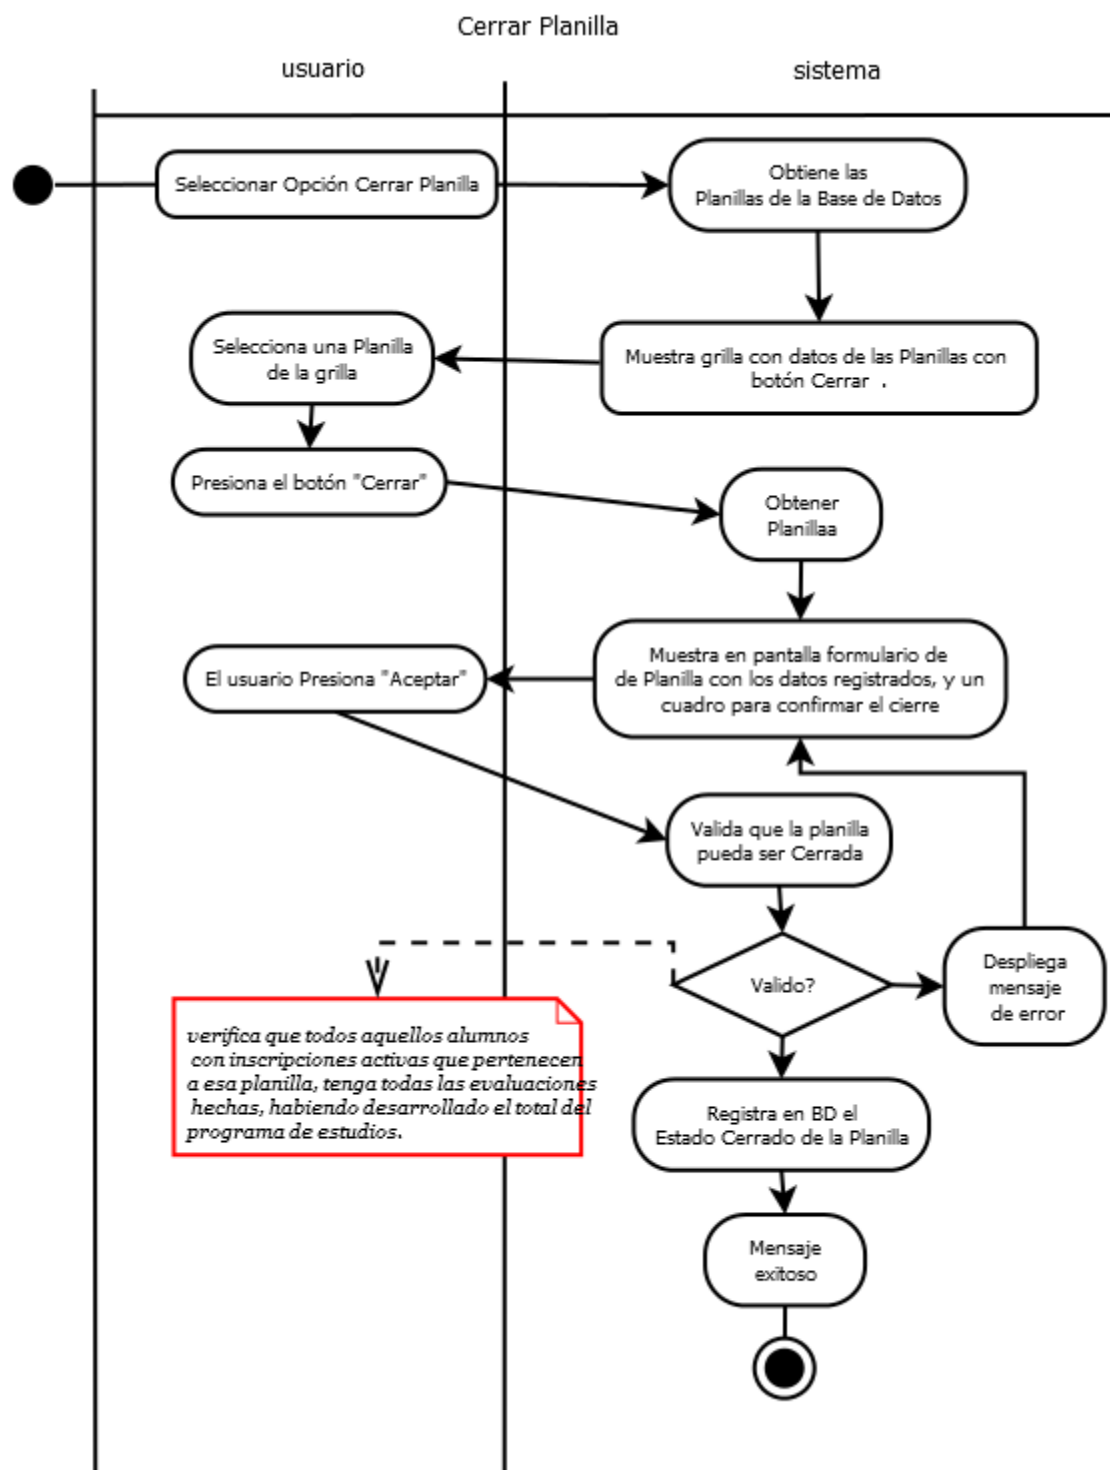 Cerrar Planilla
usuario
sistema
Seleccionar Opción Cerrar Planilla
Obtiene las
Planillas de la Base de Datos
Muestra grilla con datos de las Planillas con
botón Cerrar .
Selecciona una Planilla
de la grilla
Presiona el botón "Cerrar"
Obtener
Planillaa
Muestra en pantalla formulario de
de Planilla con los datos registrados, y un
cuadro para confirmar el cierre
El usuario Presiona "Aceptar"
Valida que la planilla
pueda ser Cerrada
Valido?
Despliega
mensaje
de error
verifica que todos aquellos alumnos
con inscripciones activas que pertenecen
a esa planilla, tenga todas las evaluaciones
hechas, habiendo desarrollado el total del
programa de estudios.
Registra en BD el
Estado Cerrado de la Planilla
Mensaje
exitoso